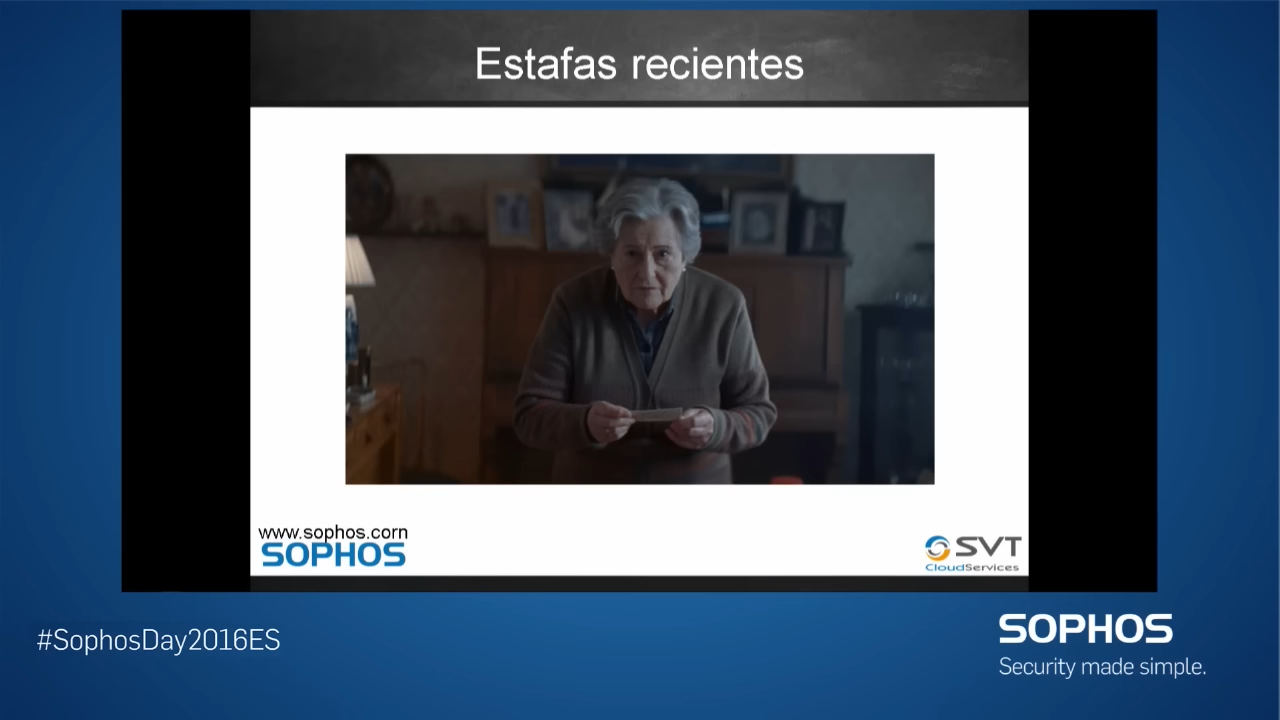 Estafas recientes
www.sophos.corn
SOPHOS
SVT
CloudServices
#SophosDay2016ES
SOPHOS
Security made simple.